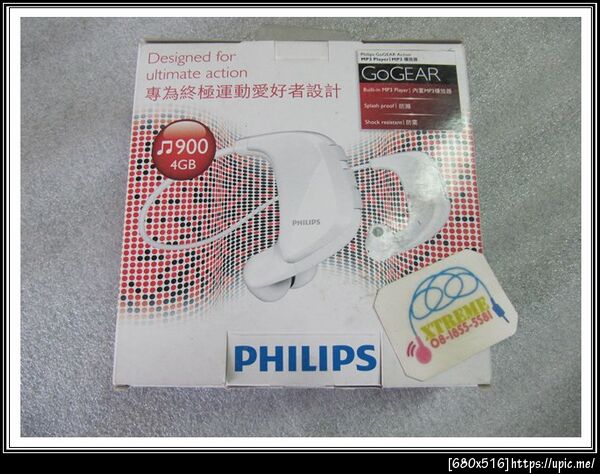 Designed for
ultimate action
專為終極運動愛好者設計
♫900
4GB
Philips GoGEAR Action
MP3 Player | MP3 播放器
GoGEAR
Built-in MP3 Player | 內置MP3播放器
Splash proof | 防濺
Shock resistant | 防震
PHILIPS
PHILIPS
XTREME
08-1855-5581
[680x516]https://upic.me/